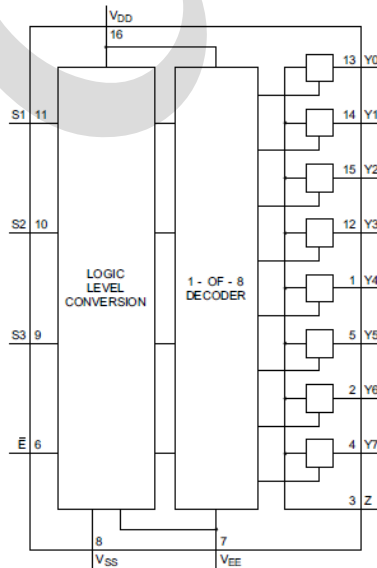 VDD
16
13 Y0
S1 11
14 Y1
15 Y2
S2 10
12 Y3
LOGIC
LEVEL
CONVERSION
1 - OF - 8
DECODER
1 Y4
S3 9
5 Y5
2 Y6
E̅ 6
4 Y7
3 Z
8
7
VSS
VEE